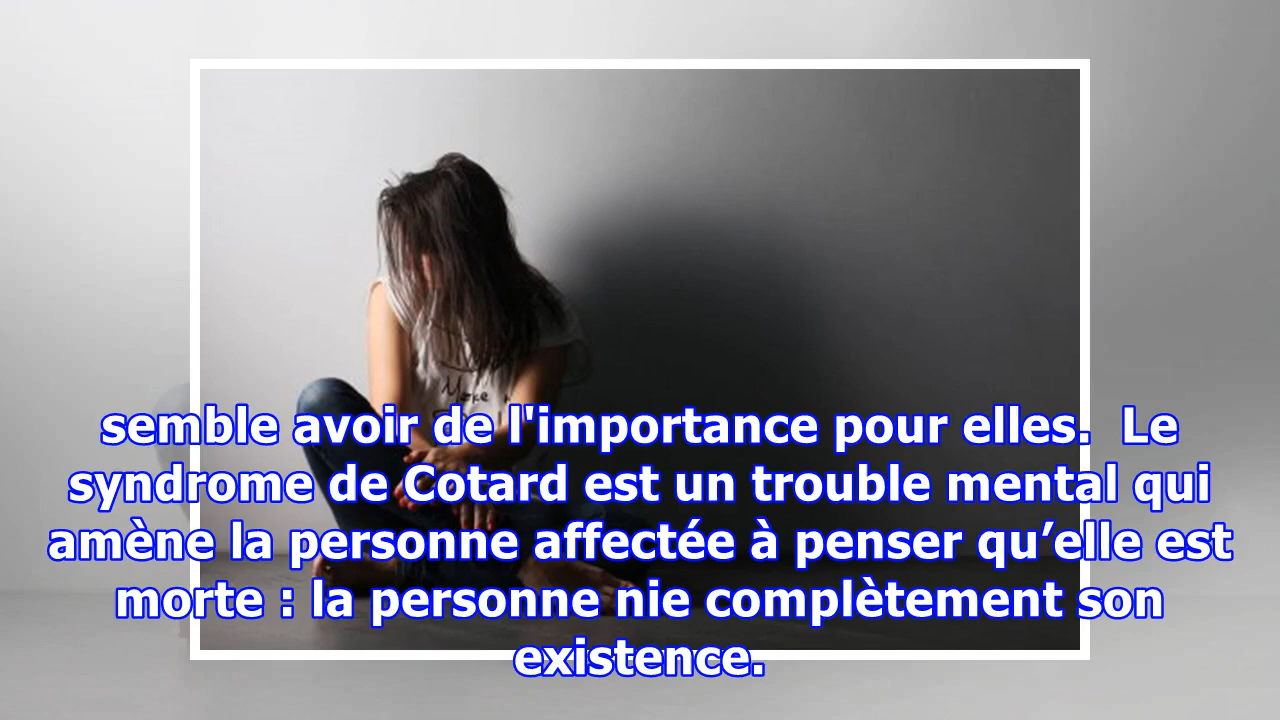 semble avoir de l'importance pour elles.  Le
syndrome de Cotard est un trouble mental qui
amène la personne affectée à penser qu’elle est
morte : la personne nie complètement son
existence.